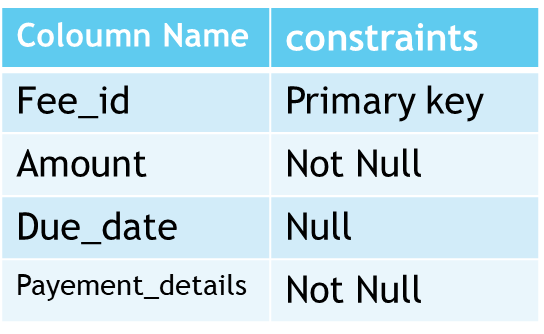 Coloumn Name constraints
Fee_id Primary key
Amount Not Null
Due_date Null
Payement_details Not Null